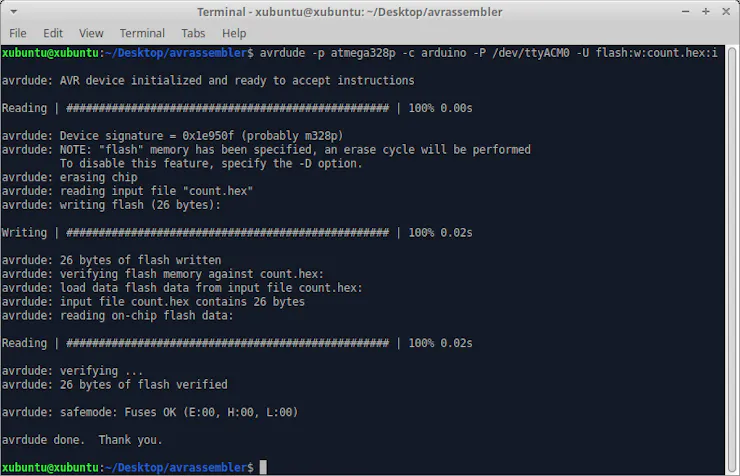 Terminal - xubuntu@xubuntu: ~/Desktop/avrassembler
File Edit View Terminal Tabs Help
xubuntu@xubuntu:~/Desktop/avrassembler$ avrdude -p atmega328p -c arduino -P /dev/ttyACM0 -U flash:w:count.hex:i
avrdude: AVR device initialized and ready to accept instructions
Reading | ################################################## | 100% 0.00s
avrdude: Device signature = 0x1e950f (probably m328p)
avrdude: NOTE: "flash" memory has been specified, an erase cycle will be performed
To disable this feature, specify the -D option.
avrdude: erasing chip
avrdude: reading input file "count.hex"
avrdude: writing flash (26 bytes):
Writing | ################################################## | 100% 0.02s
avrdude: 26 bytes of flash written
avrdude: verifying flash memory against count.hex:
avrdude: load data flash data from input file count.hex:
avrdude: input file count.hex contains 26 bytes
avrdude: reading on-chip flash data:
Reading | ################################################## | 100% 0.02s
avrdude: verifying ...
avrdude: 26 bytes of flash verified
avrdude: safemode: Fuses OK (E:00, H:00, L:00)
avrdude done.  Thank you.
xubuntu@xubuntu:~/Desktop/avrassembler$